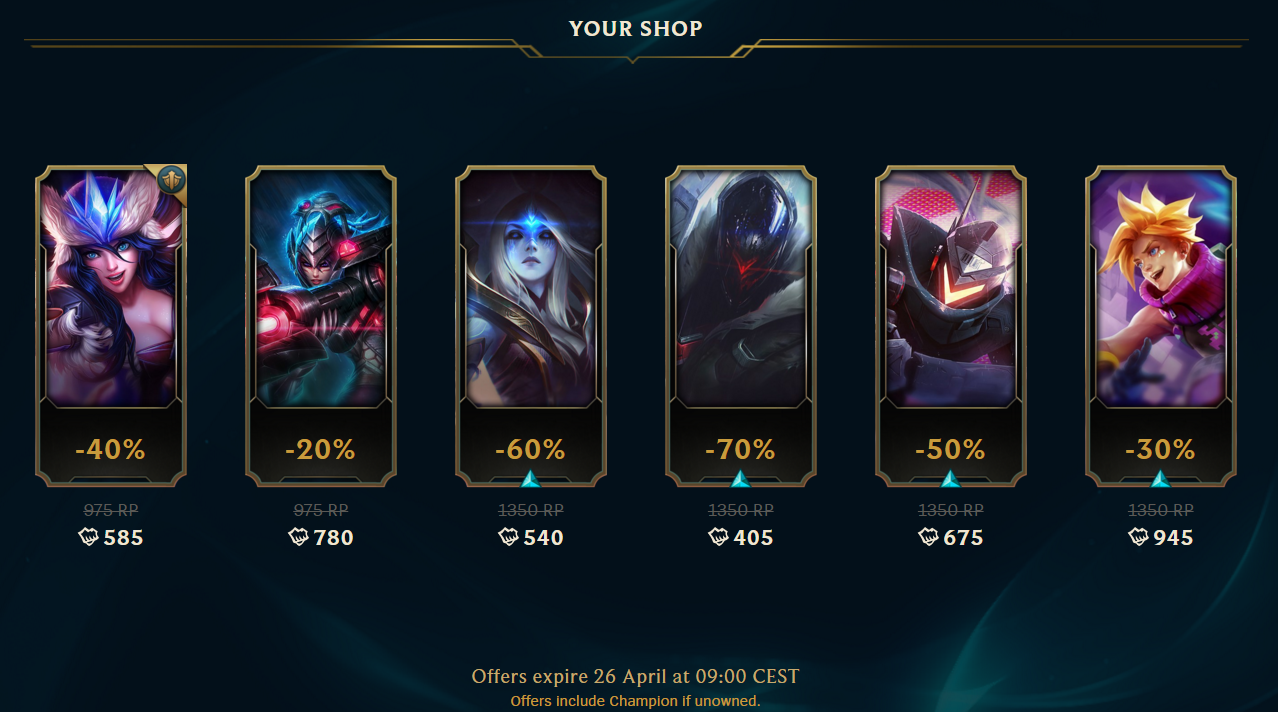 YOUR SHOP
-40% -20% -60% -70% -50% -30%
975 RP 975 RP 1350 RP 1350 RP 1350 RP 1350 RP
585 780 540 405 675 945
Offers expire 26 April at 09:00 CEST
Offers include Champion if unowned.